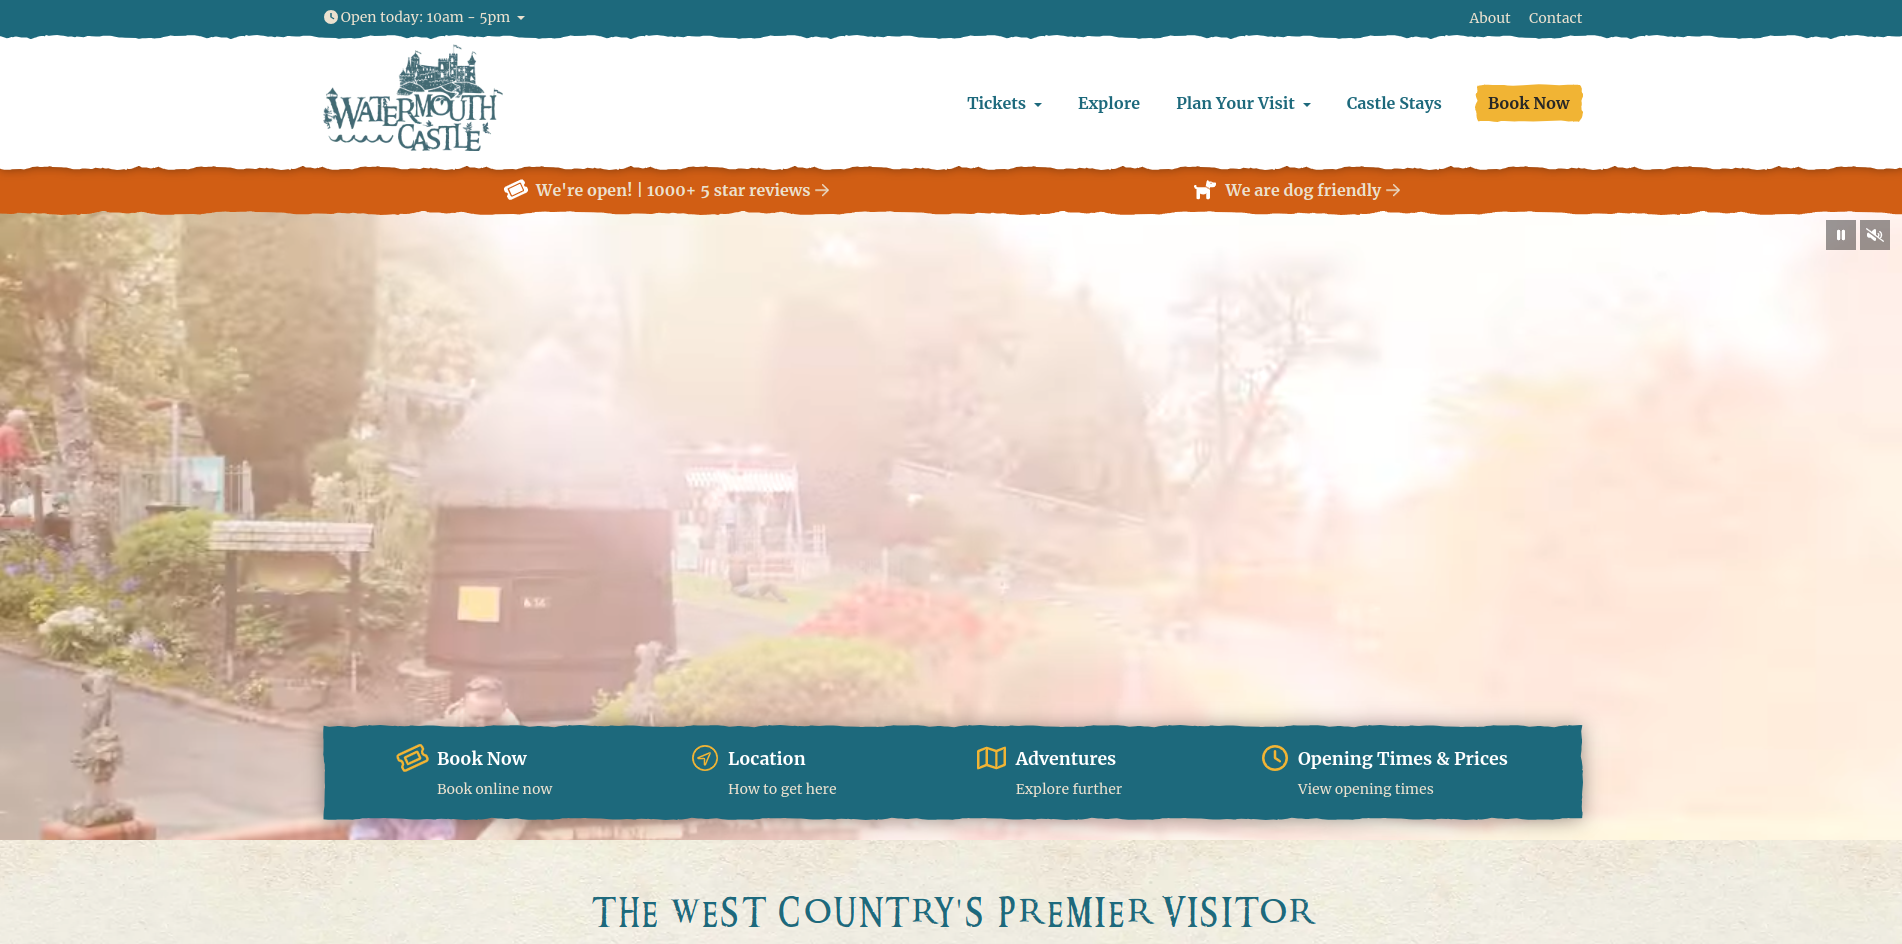 Open today: 10am - 5pm
About
Contact
WATERMOUTH
CASTLE
Tickets
Explore
Plan Your Visit
Castle Stays
Book Now
We're open! | 1000+ 5 star reviews
We are dog friendly
Book Now
Book online now
Location
How to get here
Adventures
Explore further
Opening Times & Prices
View opening times
THE WEST COUNTRY'S PREMIER VISITOR